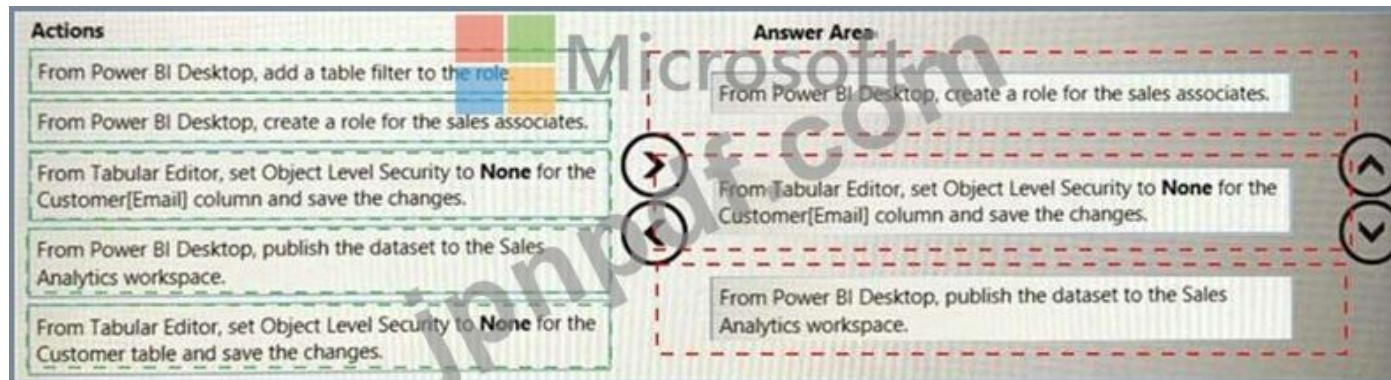 Actions
From Power BI Desktop, add a table filter to the role.
From Power BI Desktop, create a role for the sales associates.
From Tabular Editor, set Object Level Security to None for the
Customer[Email] column and save the changes.
From Power BI Desktop, publish the dataset to the Sales
Analytics workspace.
From Tabular Editor, set Object Level Security to None for the
Customer table and save the changes.
Answer Area
From Power BI Desktop, create a role for the sales associates.
From Tabular Editor, set Object Level Security to None for the
Customer[Email] column and save the changes.
From Power BI Desktop, publish the dataset to the Sales
Analytics workspace.
Microsoft
jpnpdf.com